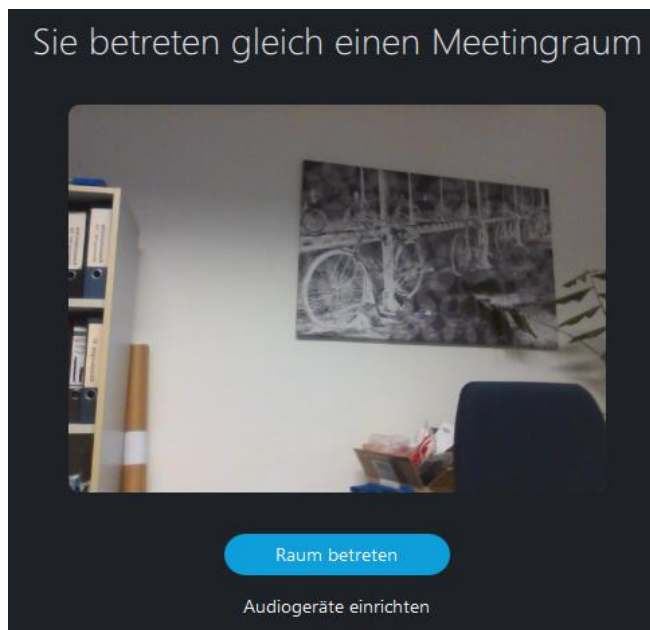 Sie betreten gleich einen Meetingraum
Raum betreten
Audiogeräte einrichten